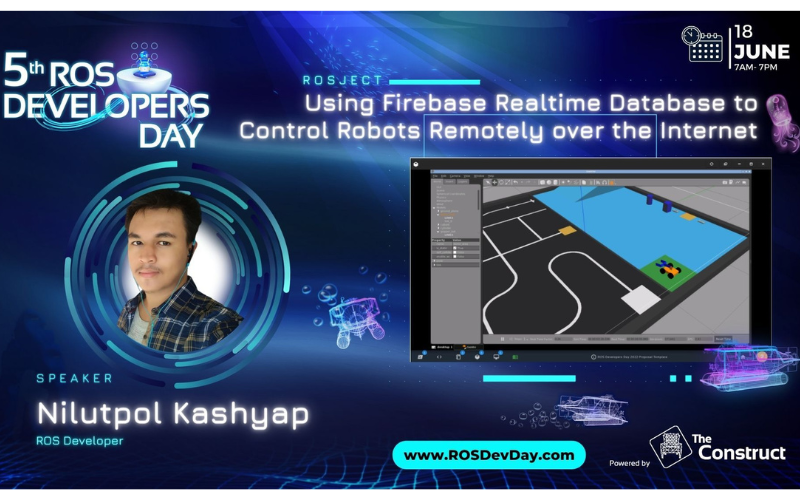 5th ROS
DEVELOPERS
DAY
18
JUNE
7AM- 7PM
ROSJECT
Using Firebase Realtime Database to
Control Robots Remotely over the Internet
SPEAKER
Nilutpol Kashyap
ROS Developer
www.ROSDevDay.com
Powered by
The
Construct